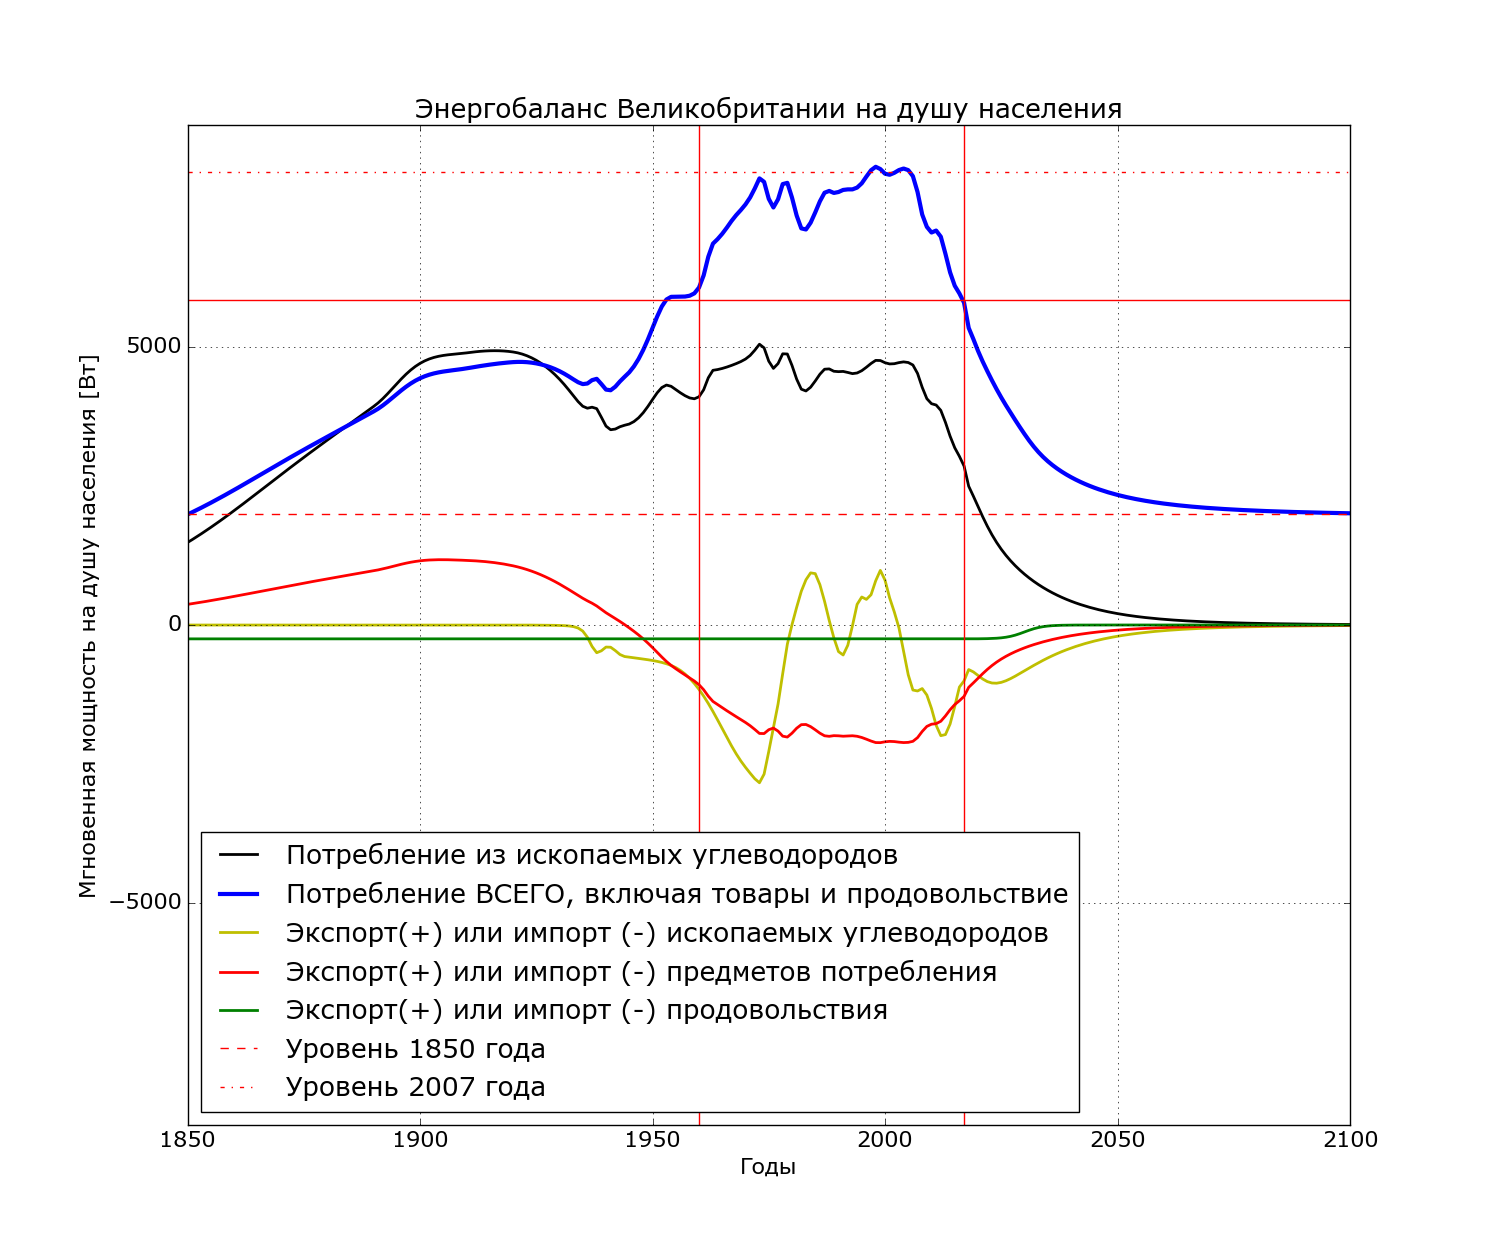 Энергобаланс Великобритании на душу населения
Мгновенная мощность на душу населения [Вт]
5000
0
−5000
Потребление из ископаемых углеводородов
Потребление ВСЕГО, включая товары и продовольствие
Экспорт(+) или импорт (-) ископаемых углеводородов
Экспорт(+) или импорт (-) предметов потребления
Экспорт(+) или импорт (-) продовольствия
Уровень 1850 года
Уровень 2007 года
1850 1900 1950 2000 2050 2100
Годы